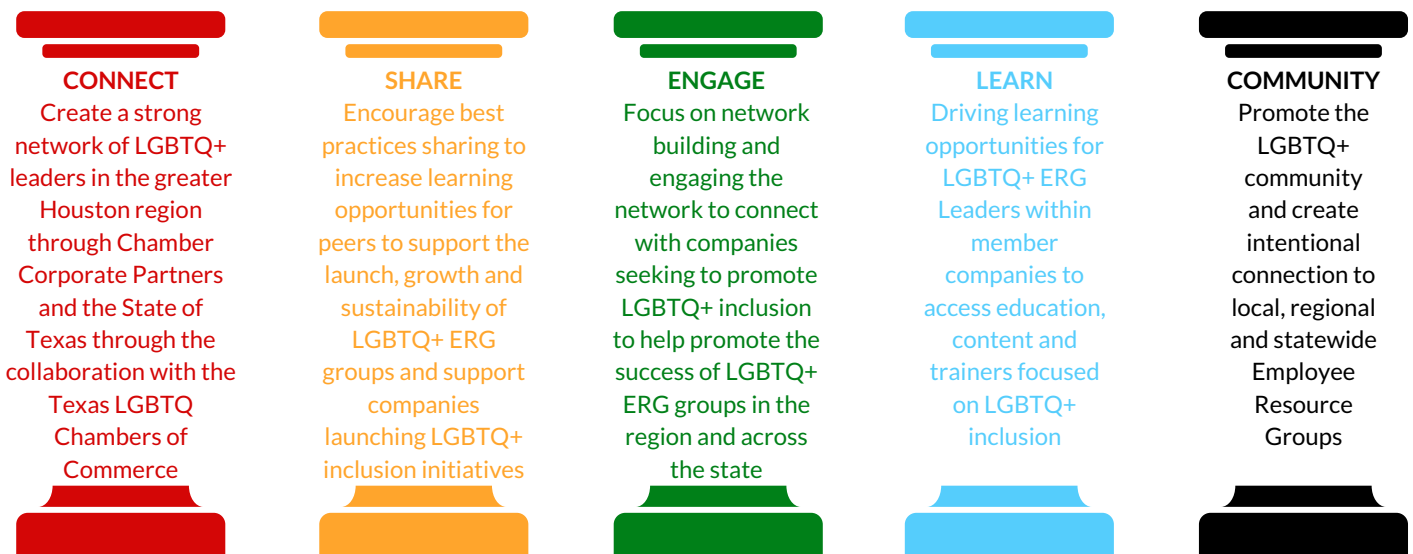 CONNECT
Create a strong
network of LGBTQ+
leaders in the greater
Houston region
through Chamber
Corporate Partners
and the State of
Texas through the
collaboration with the
Texas LGBTQ
Chambers of
Commerce
SHARE
Encourage best
practices sharing to
increase learning
opportunities for
peers to support the
launch, growth and
sustainability of
LGBTQ+ ERG
groups and support
companies
launching LGBTQ+
inclusion initiatives
ENGAGE
Focus on network
building and
engaging the
network to connect
with companies
seeking to promote
LGBTQ+ inclusion
to help promote the
success of LGBTQ+
ERG groups in the
region and across
the state
LEARN
Driving learning
opportunities for
LGBTQ+ ERG
Leaders within
member
companies to
access education,
content and
trainers focused
on LGBTQ+
inclusion
COMMUNITY
Promote the
LGBTQ+
community
and create
intentional
connection to
local, regional
and statewide
Employee
Resource
Groups